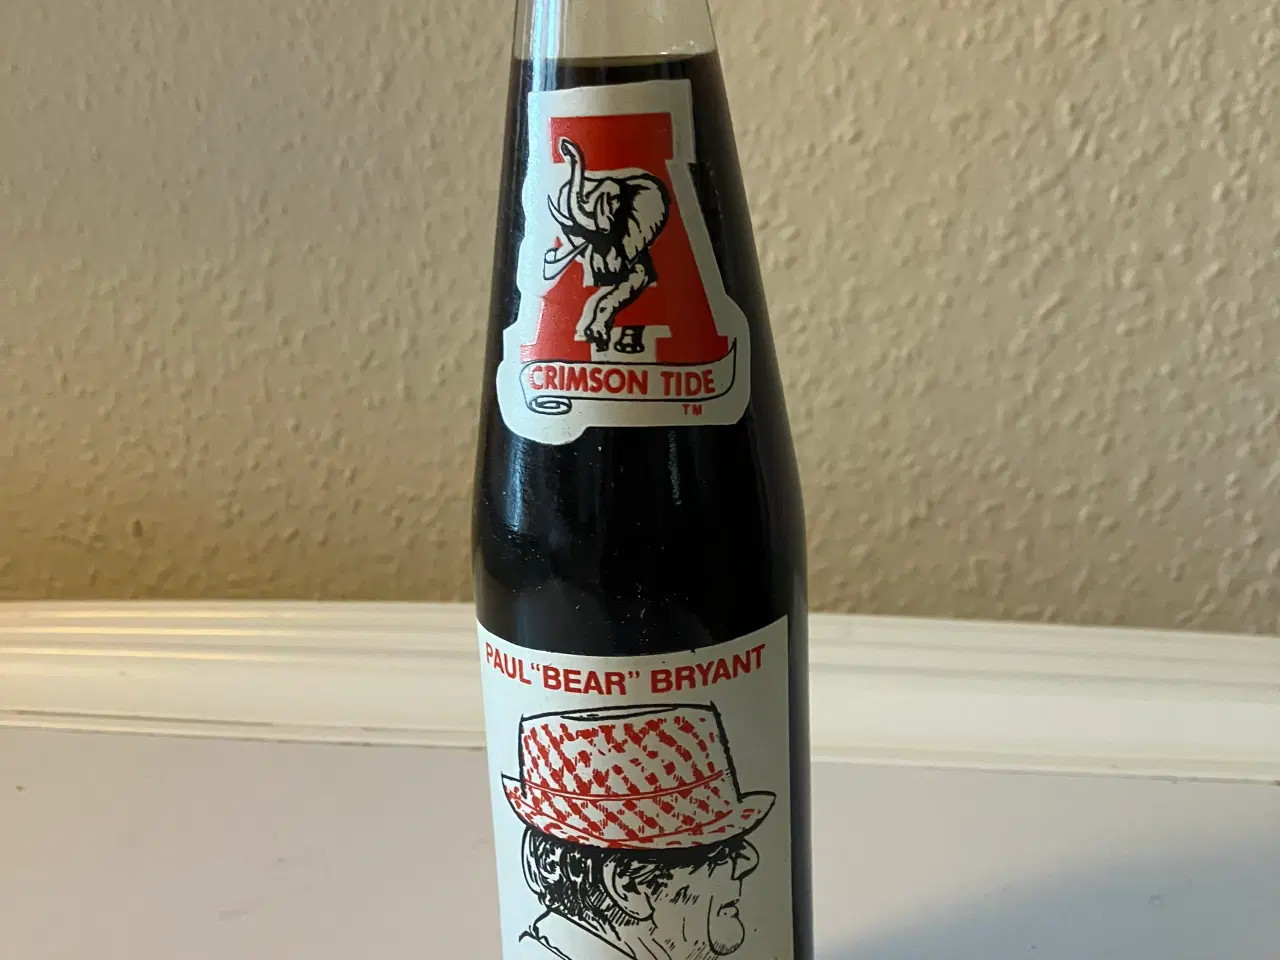 CRIMSON TIDE
TM
PAUL "BEAR" BRYANT